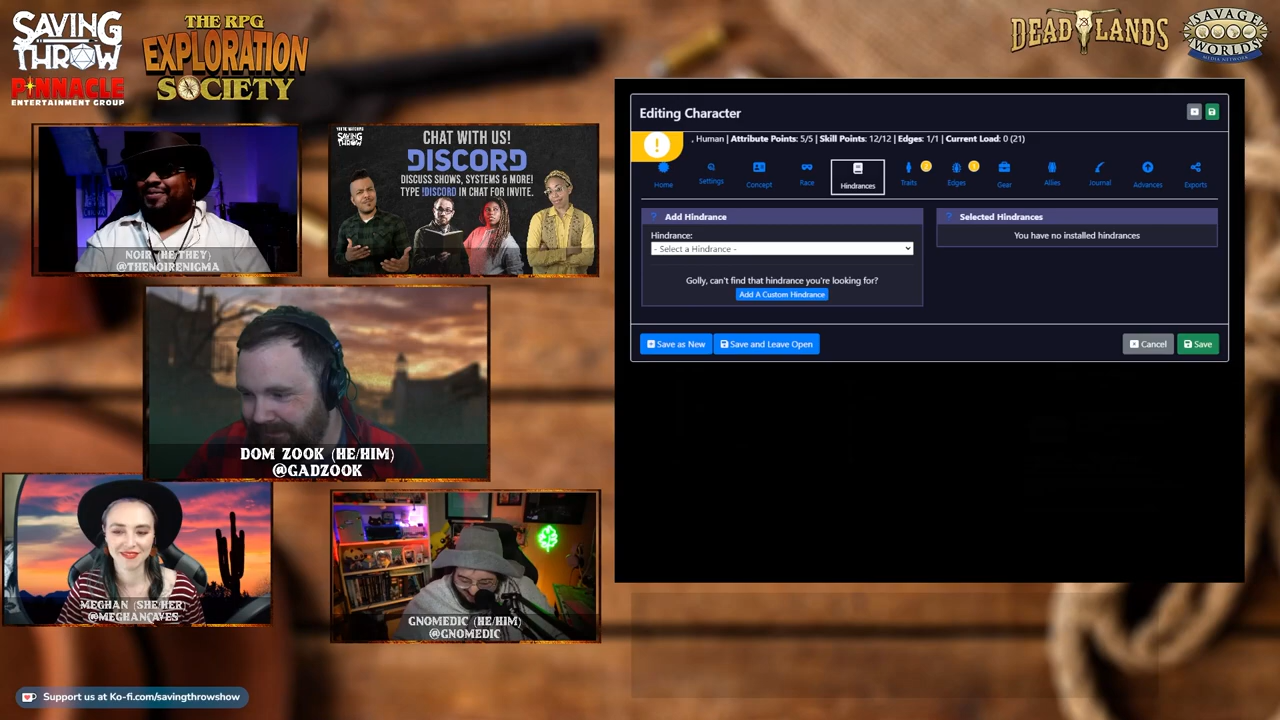 SAVING
THROW
PINNACLE
ENTERTAINMENT GROUP
THE RPG
EXPLORATION
SOCIETY
DEADLANDS
SAVAGE
WORLDS
MEDIA NETWORK
NOIR (HE/THEY)
@THENOIRENIGMA
SAVING
THROW
CHAT WITH US!
DISCORD
DISCUSS SHOWS, SYSTEMS & MORE!
TYPE !DISCORD IN CHAT FOR INVITE.
DOM ZOOK (HE/HIM)
@GADZOOK
MEGHAN (SHE/HER)
@MEGHANCAVES
GNOMEDIC (HE/HIM)
@GNOMEDIC
Support us at Ko-fi.com/savingthrowshow
Editing Character
, Human | Attribute Points: 5/5 | Skill Points: 12/12 | Edges: 1/1 | Current Load: 0 (21)
Home
Settings
Concept
Race
Hindrances
Traits
Edges
Gear
Allies
Journal
Advances
Exports
? Add Hindrance
Hindrance:
- Select a Hindrance -
Golly, can't find that hindrance you're looking for?
Add A Custom Hindrance
? Selected Hindrances
You have no installed hindrances
Save as New
Save and Leave Open
Cancel
Save